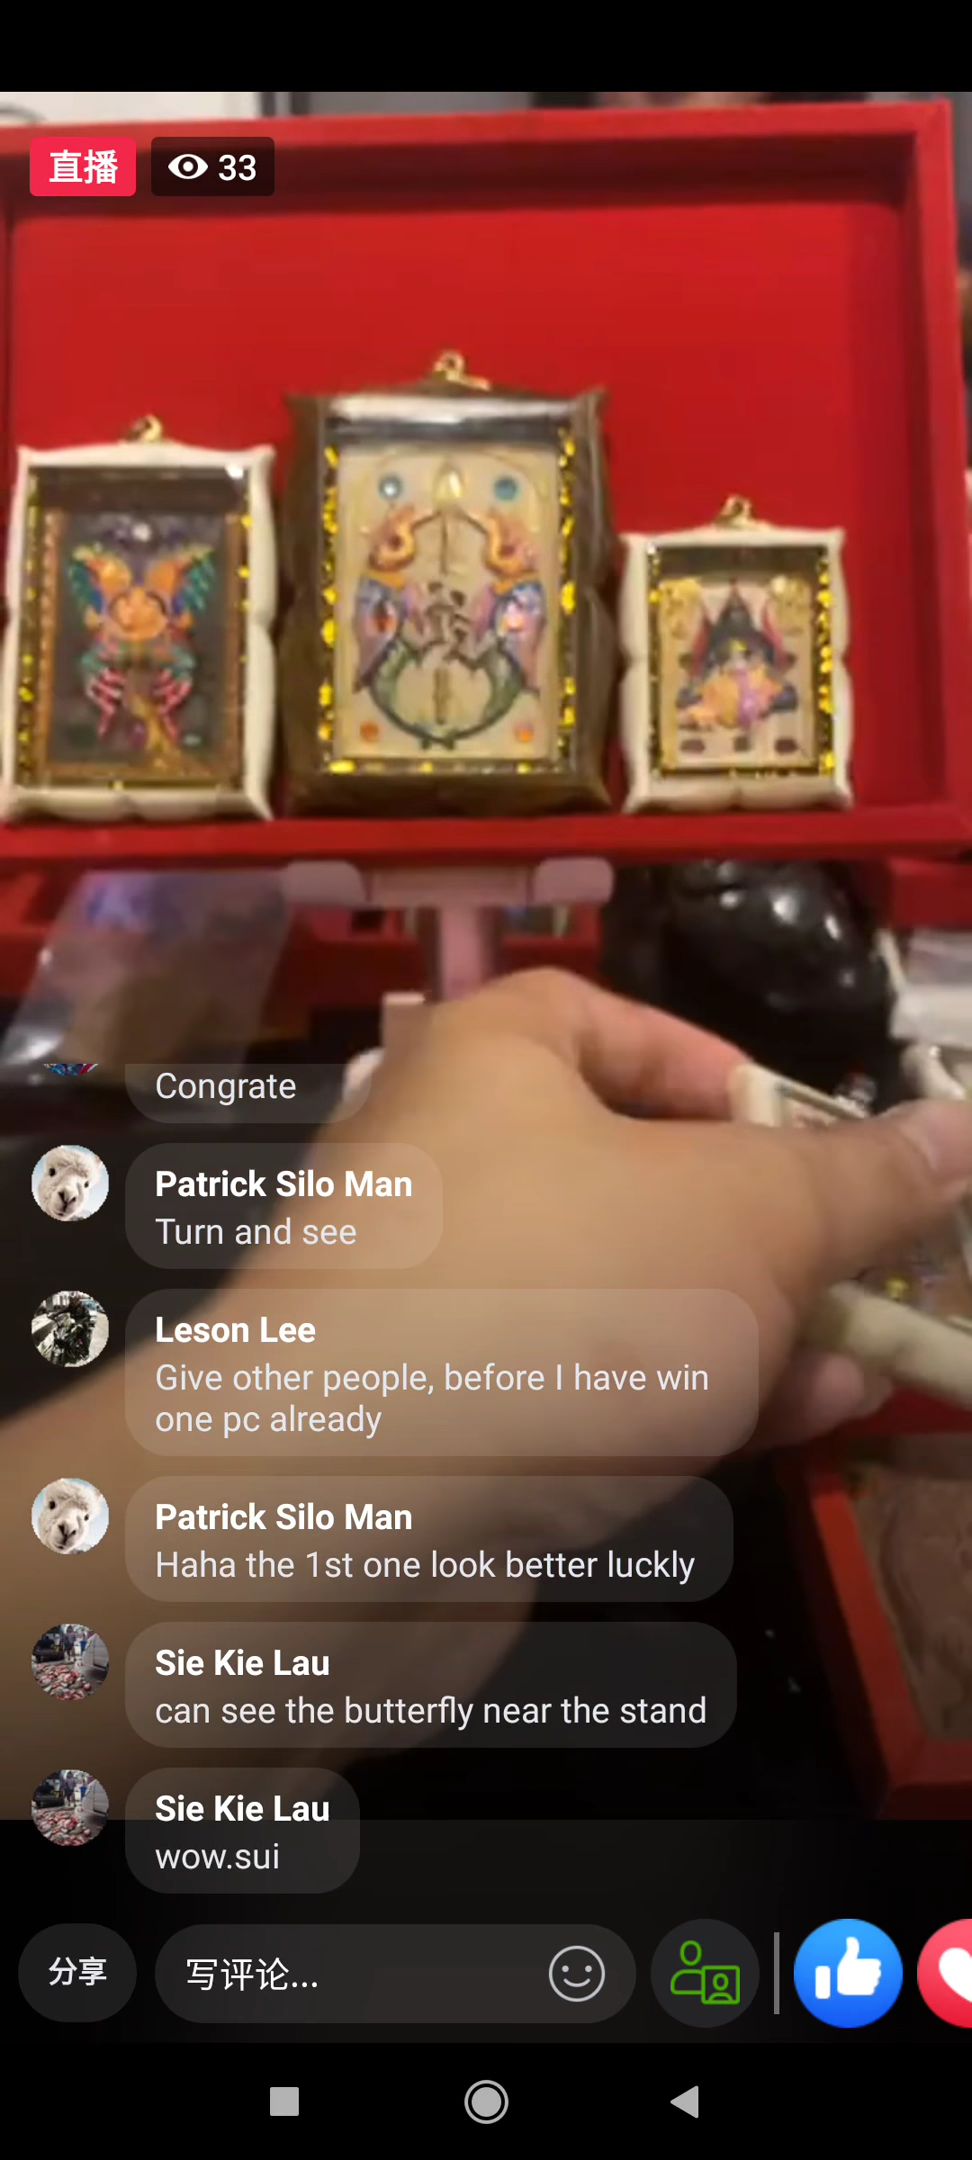 直播
33
Congrate
Patrick Silo Man
Turn and see
Leson Lee
Give other people, before I have win
one pc already
Patrick Silo Man
Haha the 1st one look better luckly
Sie Kie Lau
can see the butterfly near the stand
Sie Kie Lau
wow.sui
分享
写评论...